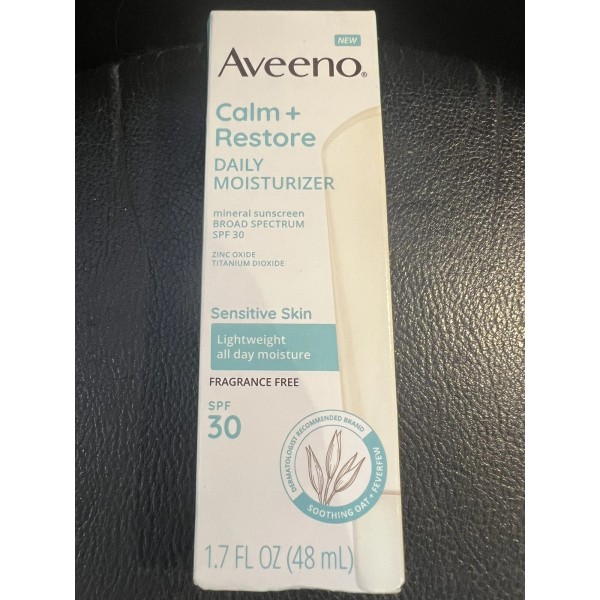 NEW
Aveeno®
Calm +
Restore
DAILY
MOISTURIZER
mineral sunscreen
BROAD SPECTRUM
SPF 30
ZINC OXIDE
TITANIUM DIOXIDE
Sensitive Skin
Lightweight
all day moisture
FRAGRANCE FREE
SPF
30
DERMATOLOGIST RECOMMENDED BRAND
SOOTHING OAT + FEVERFEW
1.7 FL OZ (48 mL)